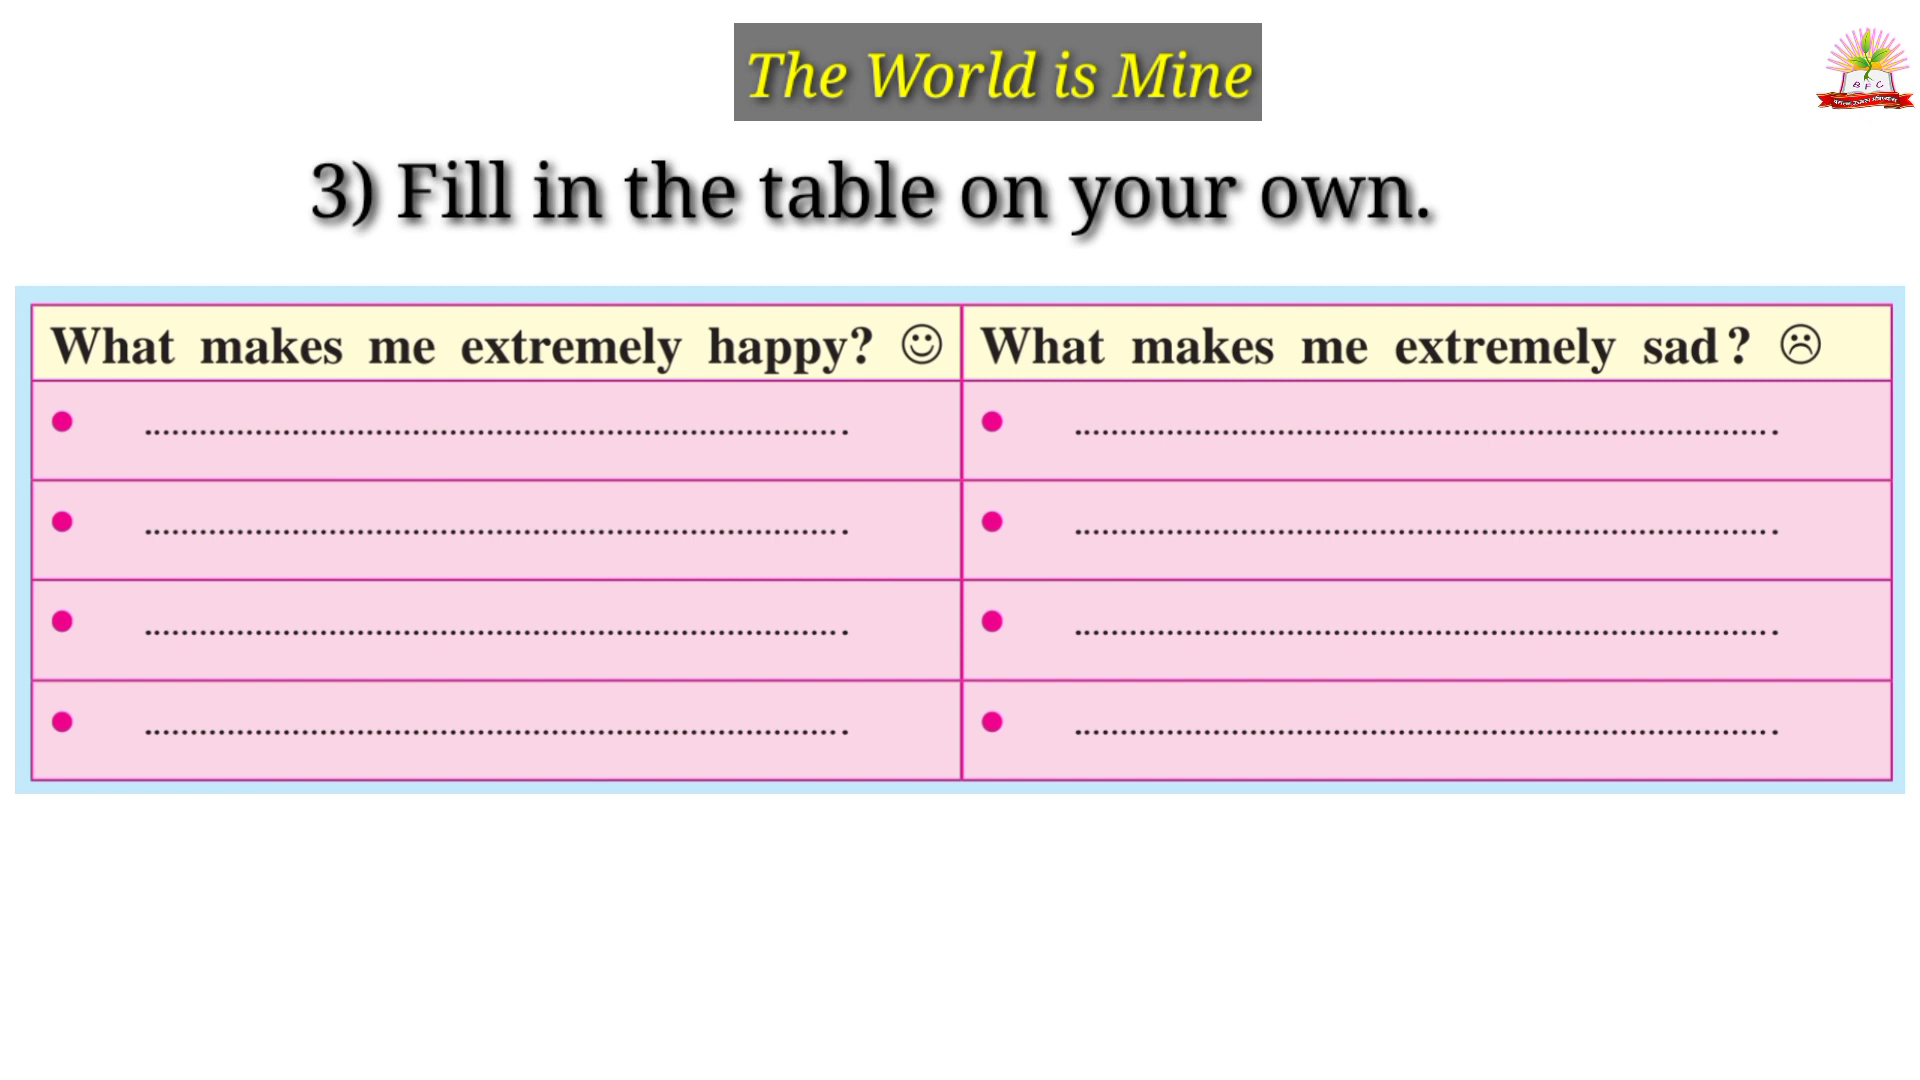 The World is Mine
B F C
3) Fill in the table on your own.
What makes me extremely happy? ☺ What makes me extremely sad ? ☹
● ............................................................................ ● ............................................................................
● ............................................................................ ● ............................................................................
● ............................................................................ ● ............................................................................
● ............................................................................ ● ............................................................................